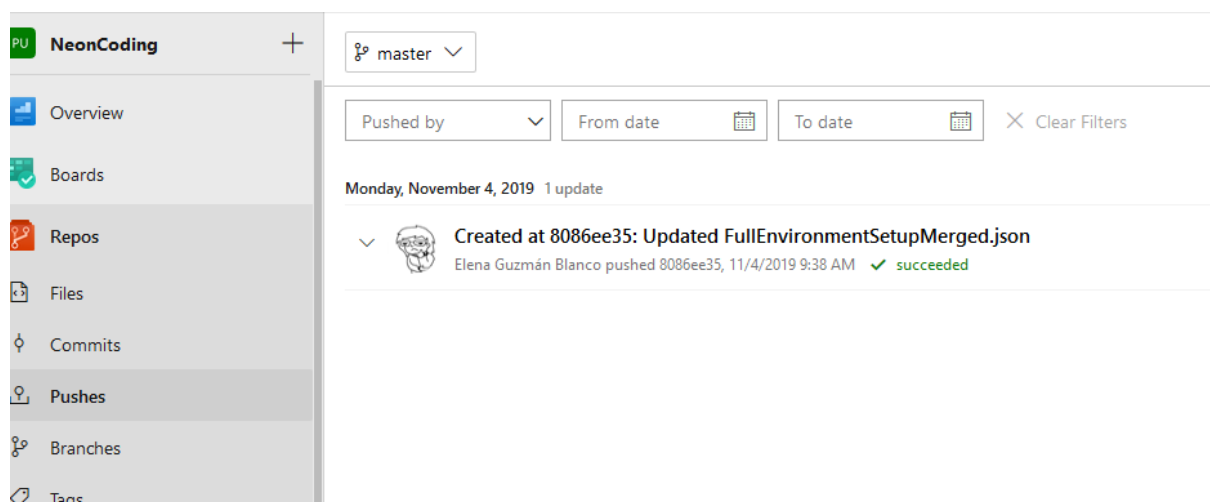 PU NeonCoding
master
Overview
Pushed by From date To date Clear Filters
Boards
Monday, November 4, 2019 1 update
Repos
Created at 8086ee35: Updated FullEnvironmentSetupMerged.json
Elena Guzmán Blanco pushed 8086ee35, 11/4/2019 9:38 AM succeeded
Files
Commits
Pushes
Branches
Tags